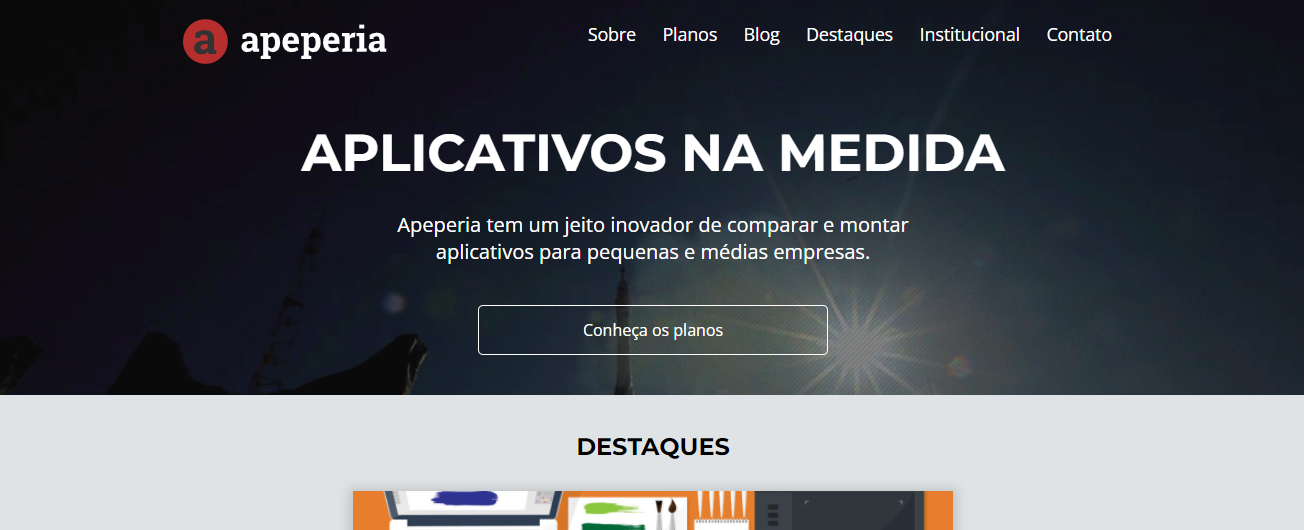 a apeperia
Sobre Planos Blog Destaques Institucional Contato
APLICATIVOS NA MEDIDA
Apeperia tem um jeito inovador de comparar e montar
aplicativos para pequenas e médias empresas.
Conheça os planos
DESTAQUES